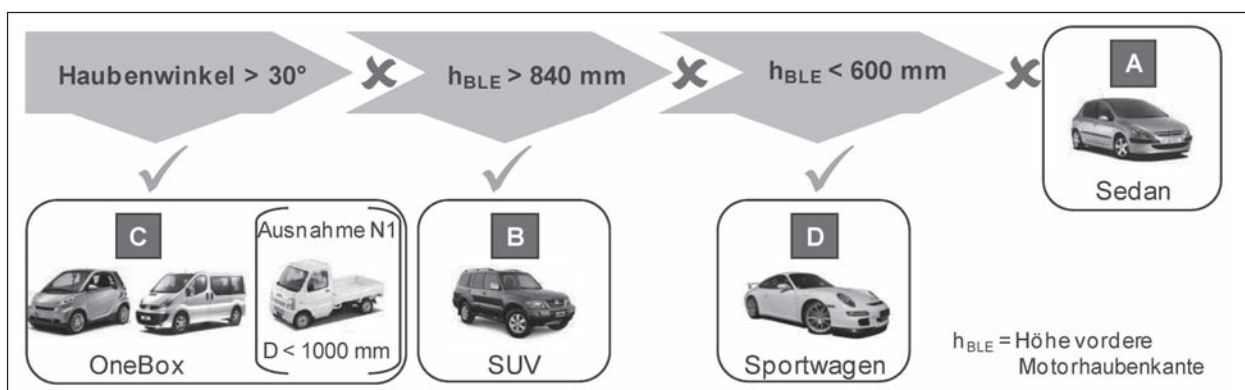 Haubenwinkel > 30°
h_BLE > 840 mm
h_BLE < 600 mm
A
Sedan
C
Ausnahme N1
D < 1000 mm
OneBox
B
SUV
D
Sportwagen
h_BLE = Höhe vordere
Motorhaubenkante